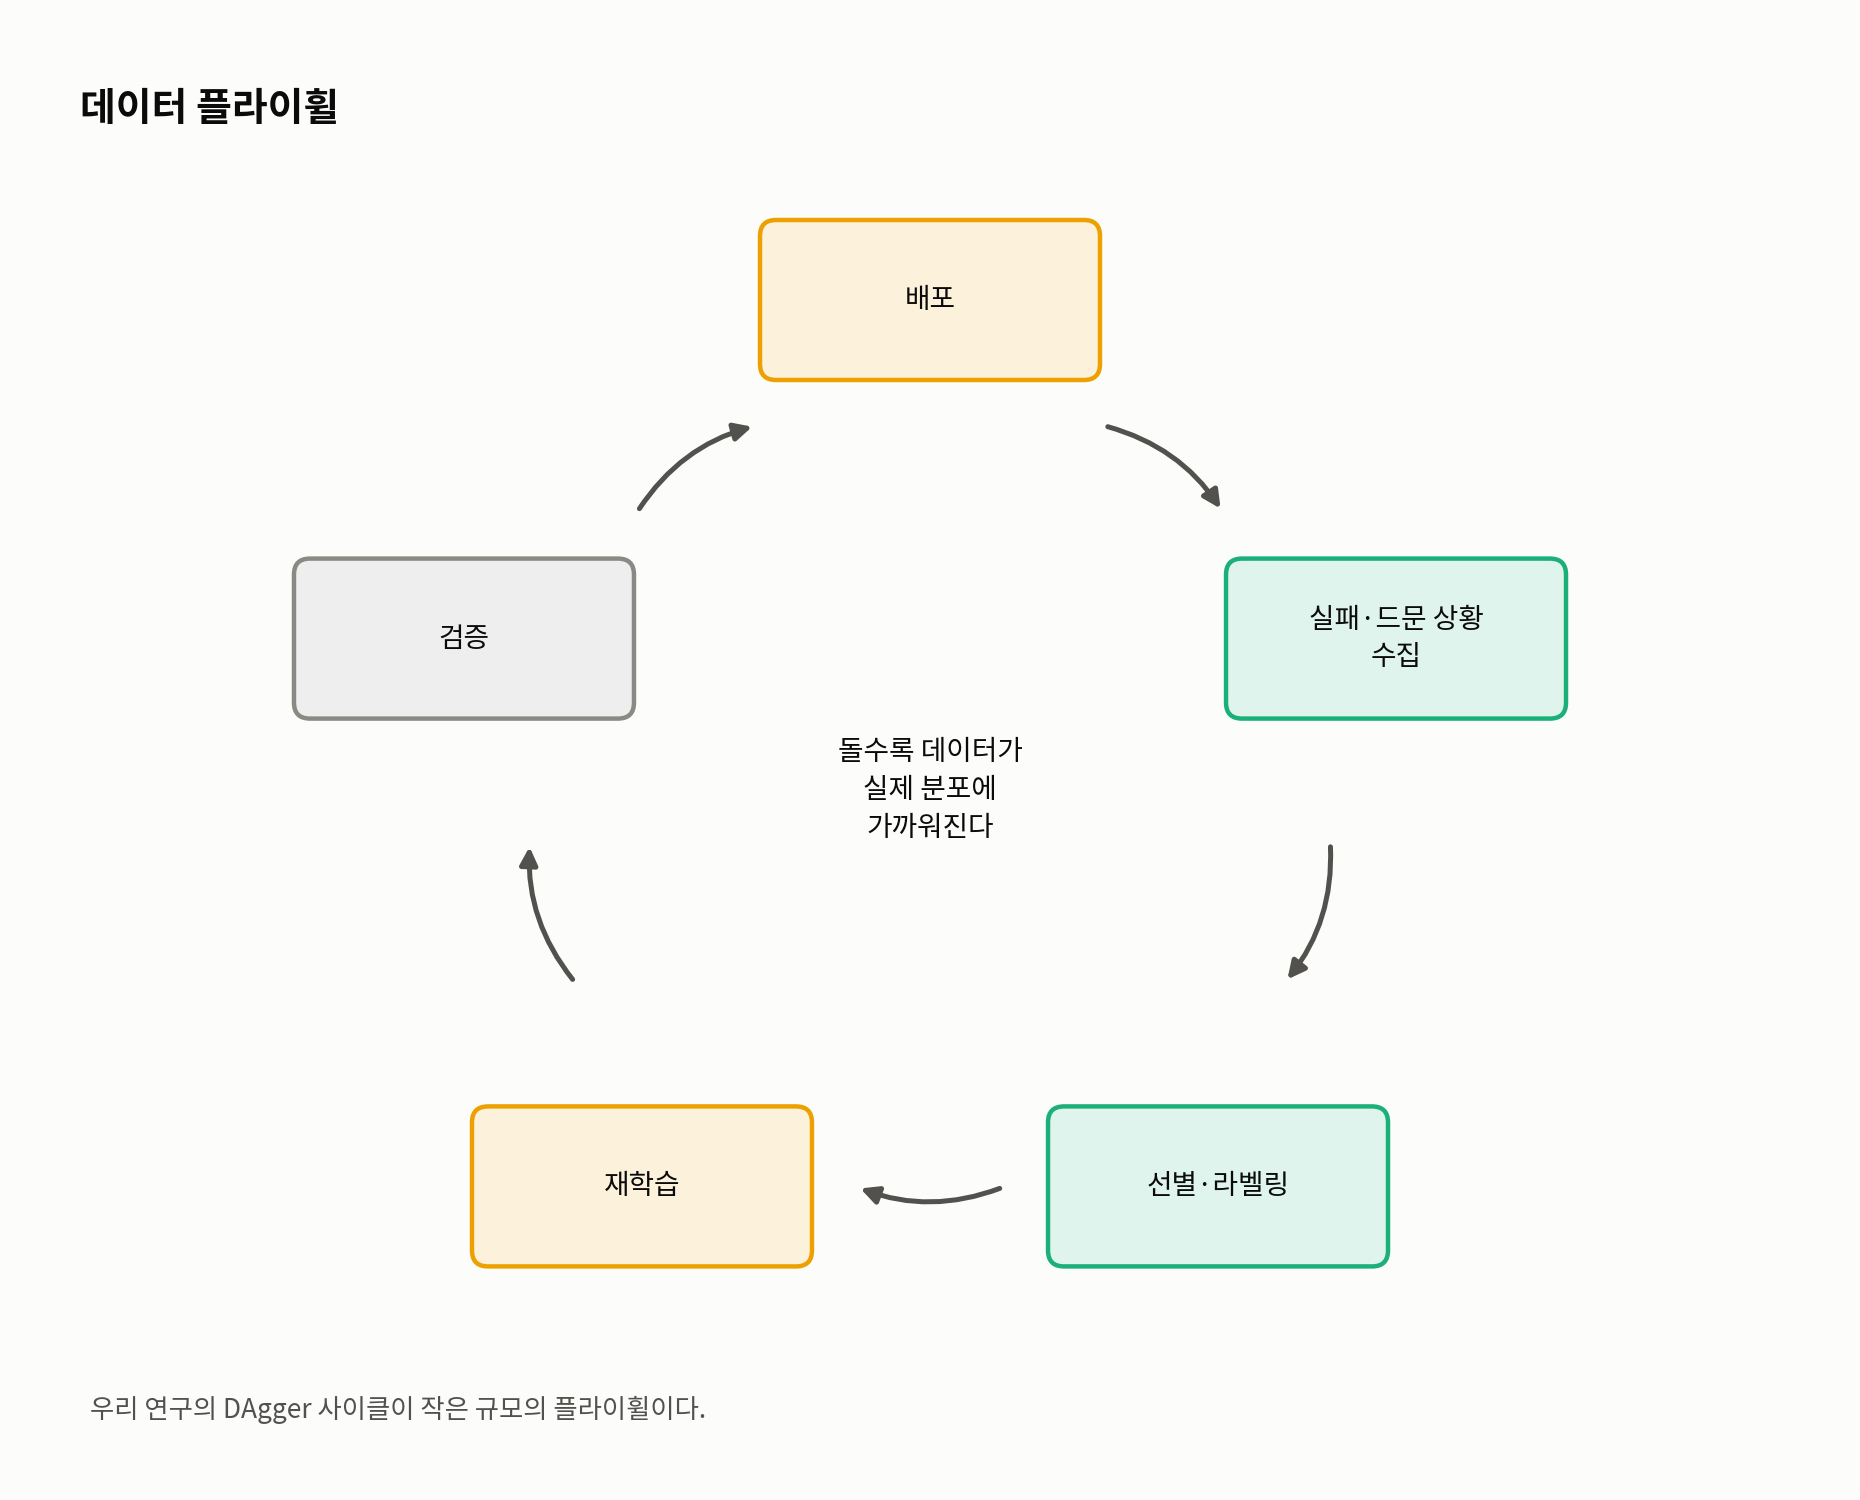 데이터 플라이휠
배포
검증
실패·드문 상황
수집
돌수록 데이터가
실제 분포에
가까워진다
재학습
선별·라벨링
우리 연구의 DAgger 사이클이 작은 규모의 플라이휠이다.